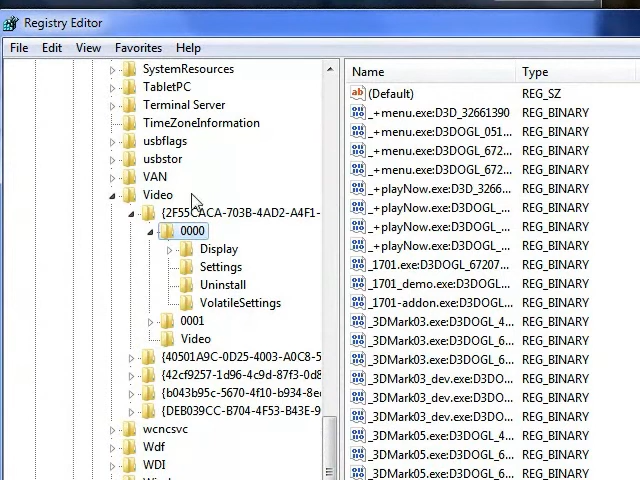 Registry Editor
File Edit View Favorites Help
SystemResources
TabletPC
Terminal Server
TimeZoneInformation
usbflags
usbstor
VAN
Video
{2F55CACA-703B-4AD2-A4F1-
0000
Display
Settings
Uninstall
VolatileSettings
0001
Video
{40501A9C-0D25-4003-A0C8-5
{42cf9257-1d96-4c9d-87f3-0d8
{b043b95c-5670-4f10-b934-8e
{DEB039CC-B704-4F53-B43E-9
wcncsvc
Wdf
WDI
Name Type
(Default) REG_SZ
_+menu.exe:D3D_32661390 REG_BINARY
_+menu.exe:D3DOGL_051... REG_BINARY
_+menu.exe:D3DOGL_672... REG_BINARY
_+menu.exe:D3DOGL_672... REG_BINARY
_+playNow.exe:D3D_3266... REG_BINARY
_+playNow.exe:D3DOGL_... REG_BINARY
_+playNow.exe:D3DOGL_... REG_BINARY
_+playNow.exe:D3DOGL_... REG_BINARY
_1701.exe:D3DOGL_67207... REG_BINARY
_1701_demo.exe:D3DOGL_... REG_BINARY
_1701-addon.exe:D3DOGL_... REG_BINARY
_3DMark03.exe:D3DOGL_4... REG_BINARY
_3DMark03.exe:D3DOGL_6... REG_BINARY
_3DMark03.exe:D3DOGL_6... REG_BINARY
_3DMark03_dev.exe:D3DO... REG_BINARY
_3DMark03_dev.exe:D3DO... REG_BINARY
_3DMark03_dev.exe:D3DO... REG_BINARY
_3DMark05.exe:D3DOGL_4... REG_BINARY
_3DMark05.exe:D3DOGL_6... REG_BINARY
_3DMark05.exe:D3DOGL_6... REG_BINARY